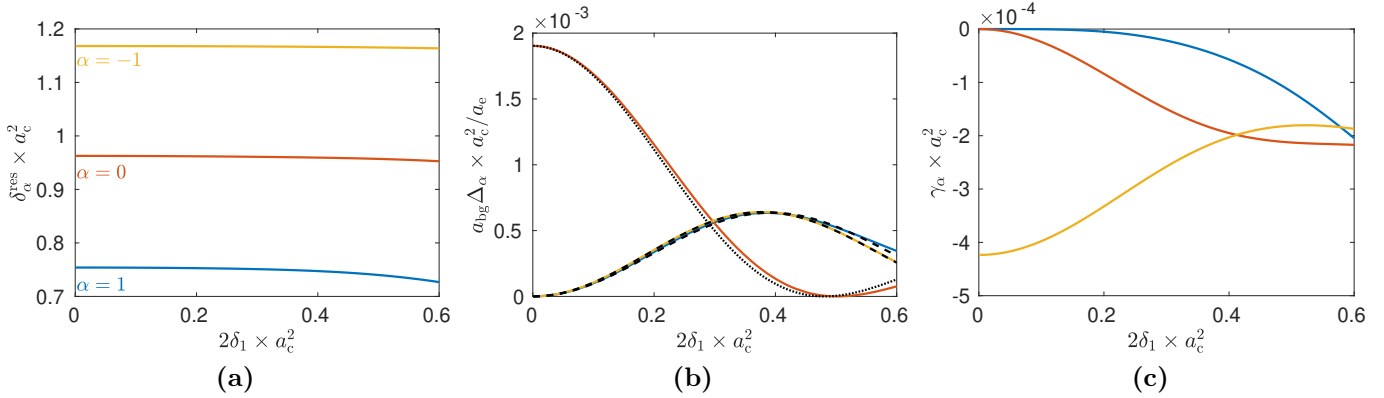 1.2
1.1
1
0.9
0.8
0.7
δ_α^res × a_c^2
α = −1
α = 0
α = 1
0
0.2
0.4
0.6
2δ_1 × a_c^2
(a)
×10^-3
2
1.5
1
0.5
0
a_bg Δ_α × a_c^2/a_e
0
0.2
0.4
0.6
2δ_1 × a_c^2
(b)
×10^-4
0
-1
-2
-3
-4
-5
γ_α × a_c^2
0
0.2
0.4
0.6
2δ_1 × a_c^2
(c)